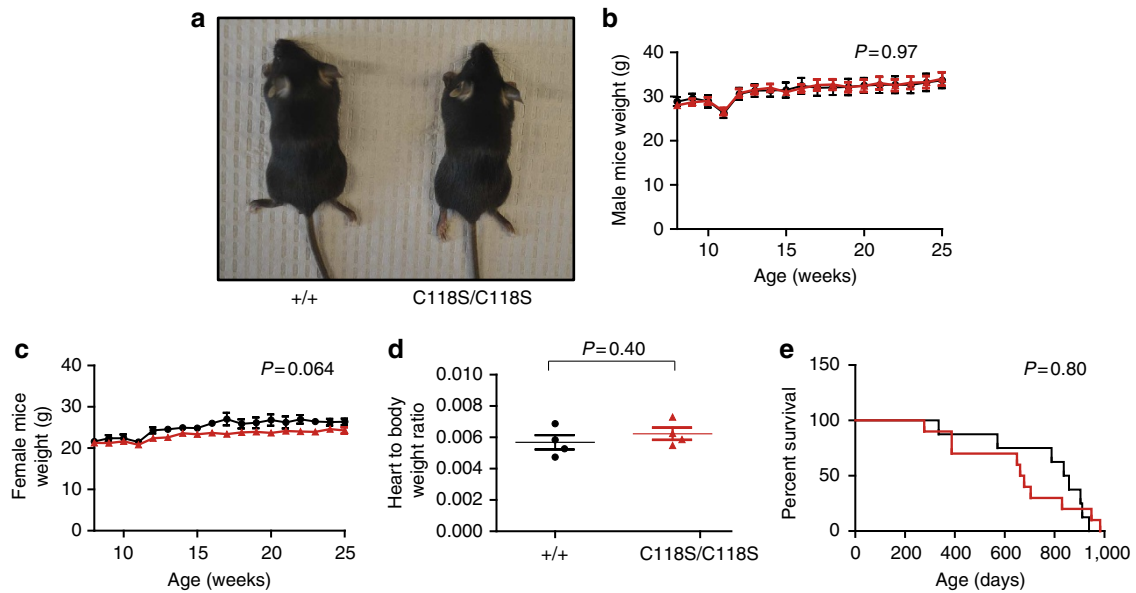 a
+/+
C118S/C118S
b
P=0.97
Male mice weight (g)
40
30
20
10
0
10
15
20
25
Age (weeks)
c
P=0.064
Female mice
weight (g)
40
30
20
10
0
10
15
20
25
Age (weeks)
d
P=0.40
Heart to body
weight ratio
0.010
0.008
0.006
0.004
0.002
0.000
+/+
C118S/C118S
e
P=0.80
Percent survival
150
100
50
0
0
200
400
600
800
1,000
Age (days)